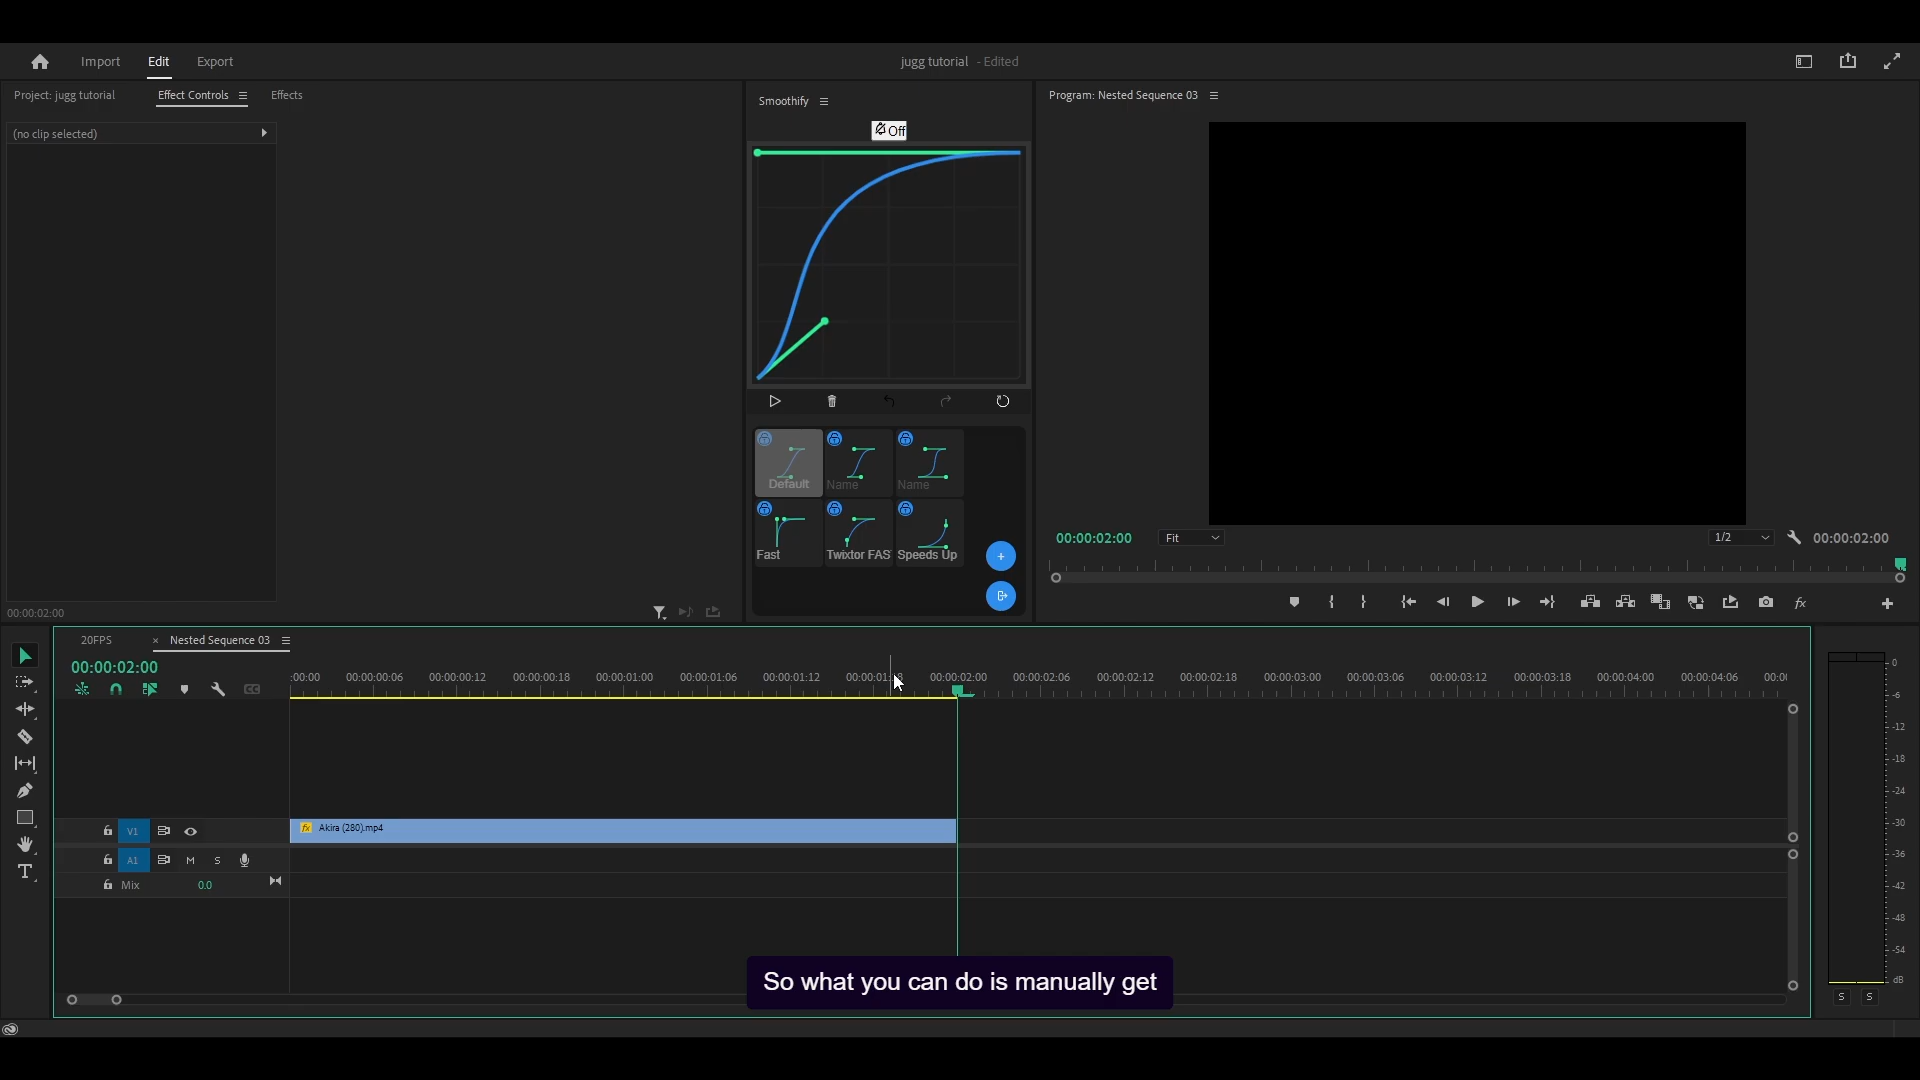 Import Edit Export
jugg tutorial - Edited
Project: jugg tutorial Effect Controls Effects
Smoothify
Program: Nested Sequence 03
(no clip selected)
Off
Default Name Name
Fast Twixtor FAS Speeds Up
+
00:00:02:00 Fit 1/2 00:00:02:00
00:00:02:00
fx
20FPS × Nested Sequence 03
00:00:02:00
:00:00 00:00:00:06 00:00:00:12 00:00:00:18 00:00:01:00 00:00:01:06 00:00:01:12 00:00:01:18 00:00:02:00 00:00:02:06 00:00:02:12 00:00:02:18 00:00:03:00 00:00:03:06 00:00:03:12 00:00:03:18 00:00:04:00 00:00:04:06 00:00
CC
V1
fx Akira (280).mp4
A1 M S
Mix 0.0
0
-6
-12
-18
-24
-30
-36
-42
-48
-54
dB
S S
So what you can do is manually get